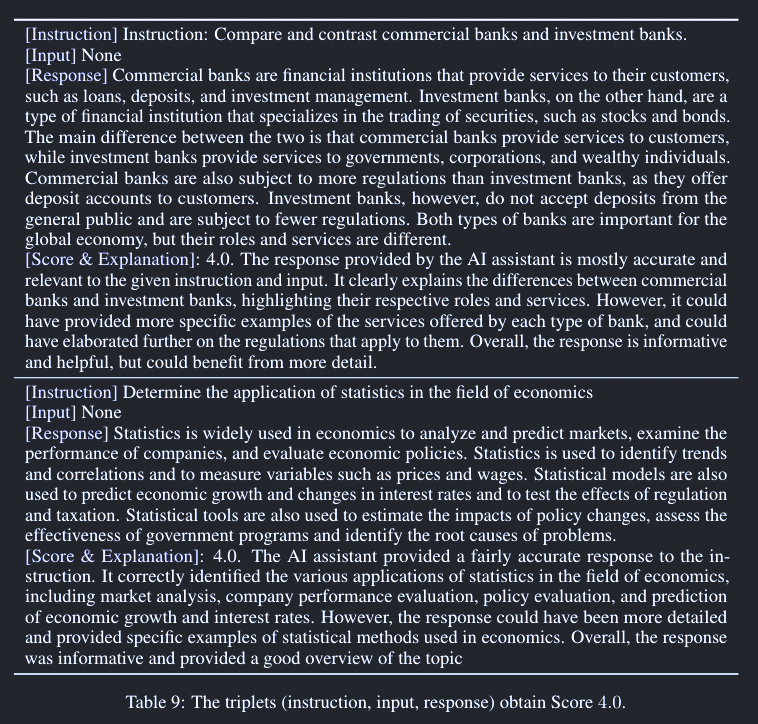 [Instruction] Instruction: Compare and contrast commercial banks and investment banks.
[Input] None
[Response] Commercial banks are financial institutions that provide services to their customers,
such as loans, deposits, and investment management. Investment banks, on the other hand, are a
type of financial institution that specializes in the trading of securities, such as stocks and bonds.
The main difference between the two is that commercial banks provide services to customers,
while investment banks provide services to governments, corporations, and wealthy individuals.
Commercial banks are also subject to more regulations than investment banks, as they offer
deposit accounts to customers. Investment banks, however, do not accept deposits from the
general public and are subject to fewer regulations. Both types of banks are important for the
global economy, but their roles and services are different.
[Score & Explanation]: 4.0. The response provided by the AI assistant is mostly accurate and
relevant to the given instruction and input. It clearly explains the differences between commercial
banks and investment banks, highlighting their respective roles and services. However, it could
have provided more specific examples of the services offered by each type of bank, and could
have elaborated further on the regulations that apply to them. Overall, the response is informative
and helpful, but could benefit from more detail.
[Instruction] Determine the application of statistics in the field of economics
[Input] None
[Response] Statistics is widely used in economics to analyze and predict markets, examine the
performance of companies, and evaluate economic policies. Statistics is used to identify trends
and correlations and to measure variables such as prices and wages. Statistical models are also
used to predict economic growth and changes in interest rates and to test the effects of regulation
and taxation. Statistical tools are also used to estimate the impacts of policy changes, assess the
effectiveness of government programs and identify the root causes of problems.
[Score & Explanation]: 4.0. The AI assistant provided a fairly accurate response to the in-
struction. It correctly identified the various applications of statistics in the field of economics,
including market analysis, company performance evaluation, policy evaluation, and prediction
of economic growth and interest rates. However, the response could have been more detailed
and provided specific examples of statistical methods used in economics. Overall, the response
was informative and provided a good overview of the topic
Table 9: The triplets (instruction, input, response) obtain Score 4.0.